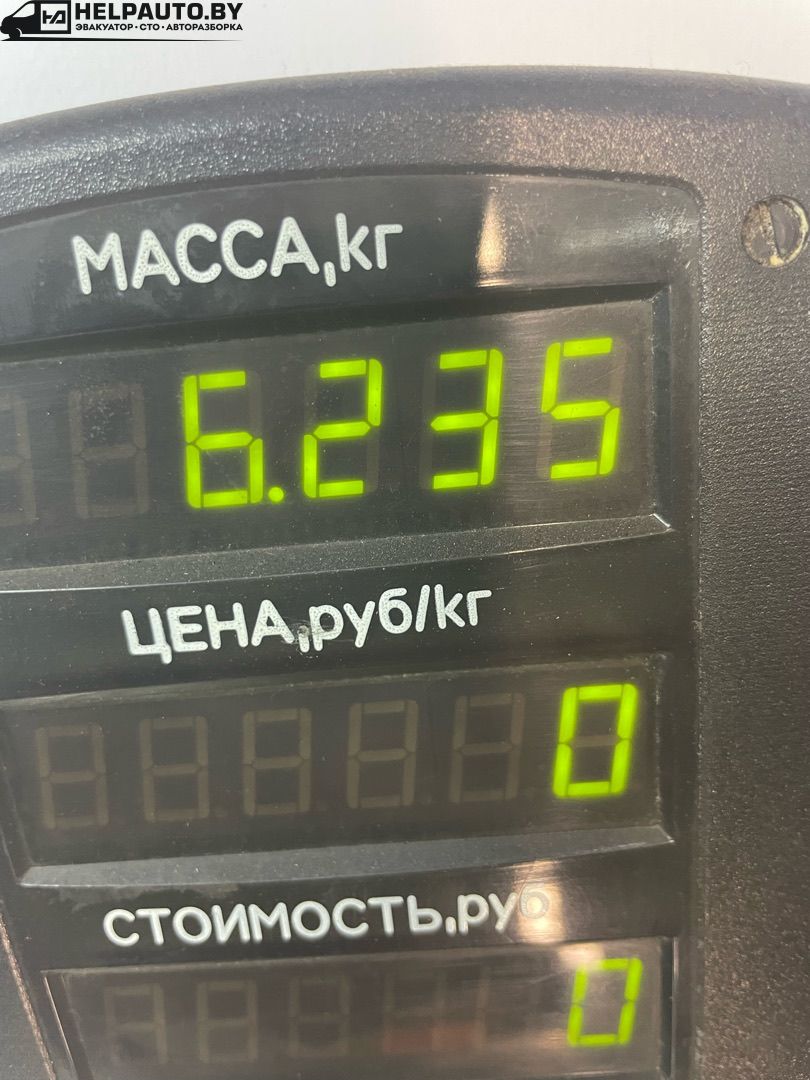 HELPAUTO.BY
ЭВАКУАТОР • СТО • АВТОРАЗБОРКА
МАССА,кг
6.235
ЦЕНА,руб/кг
0
СТОИМОСТЬ,руб
0